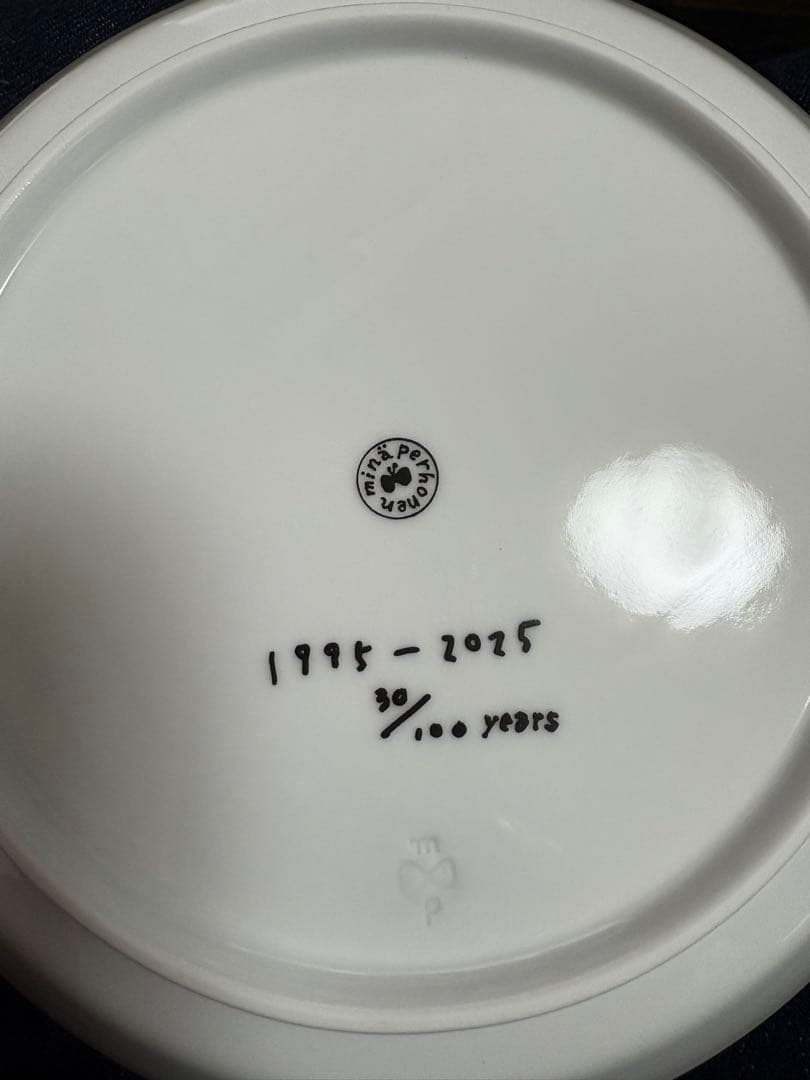 minä perhonen
1995 - 2025
30/100 years
m
p